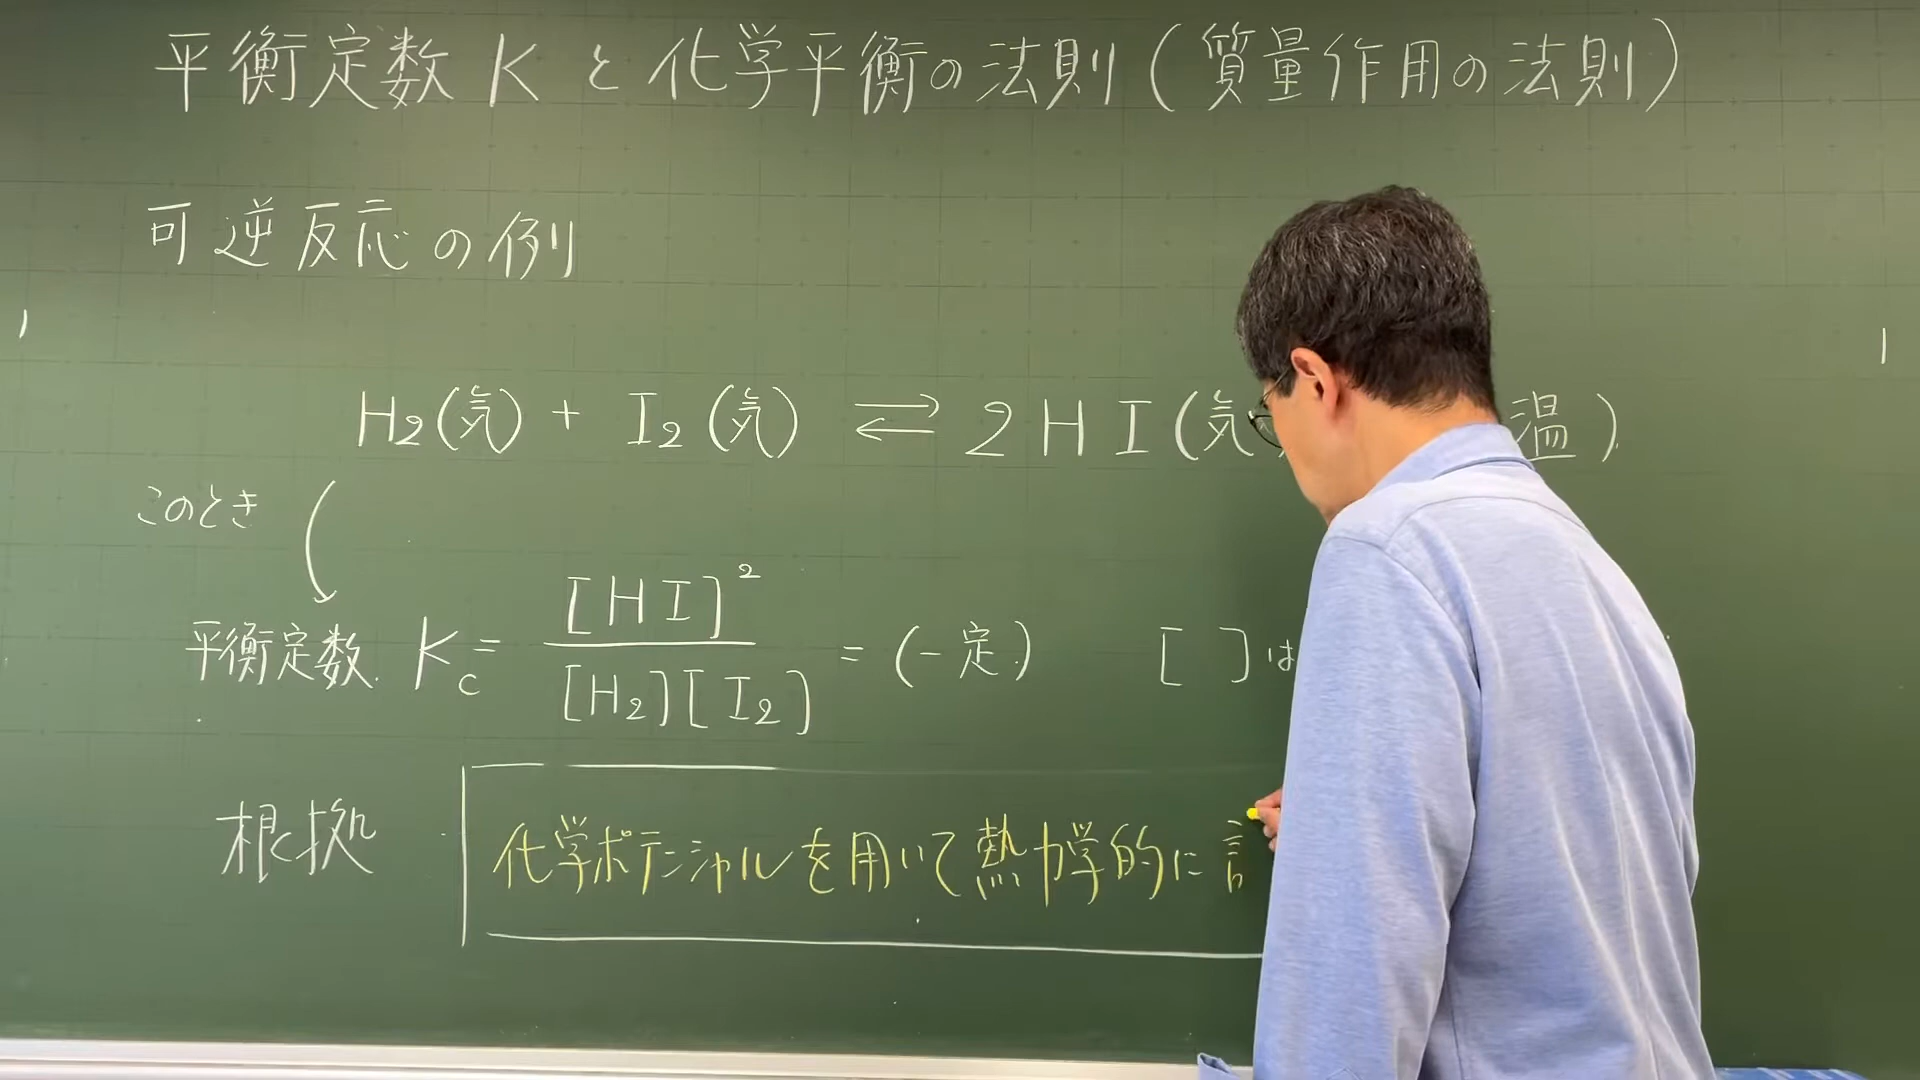 平衡定数 K と化学平衡の法則（質量作用の法則）
可逆反応の例
H₂(気) + I₂(気) ⇄ 2HI(気 温)
このとき
平衡定数 Kc = [HI]² / [H₂][I₂] = (一定) [ ]は
根拠 化学ポテンシャルを用いて熱力学的に